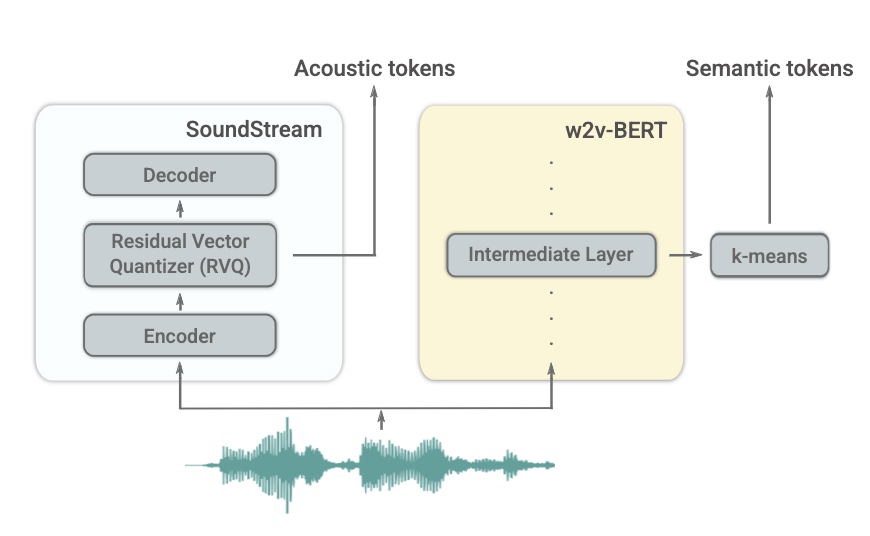 Acoustic tokens
Semantic tokens
SoundStream
w2v-BERT
Decoder
Residual Vector
Quantizer (RVQ)
Intermediate Layer
k-means
Encoder